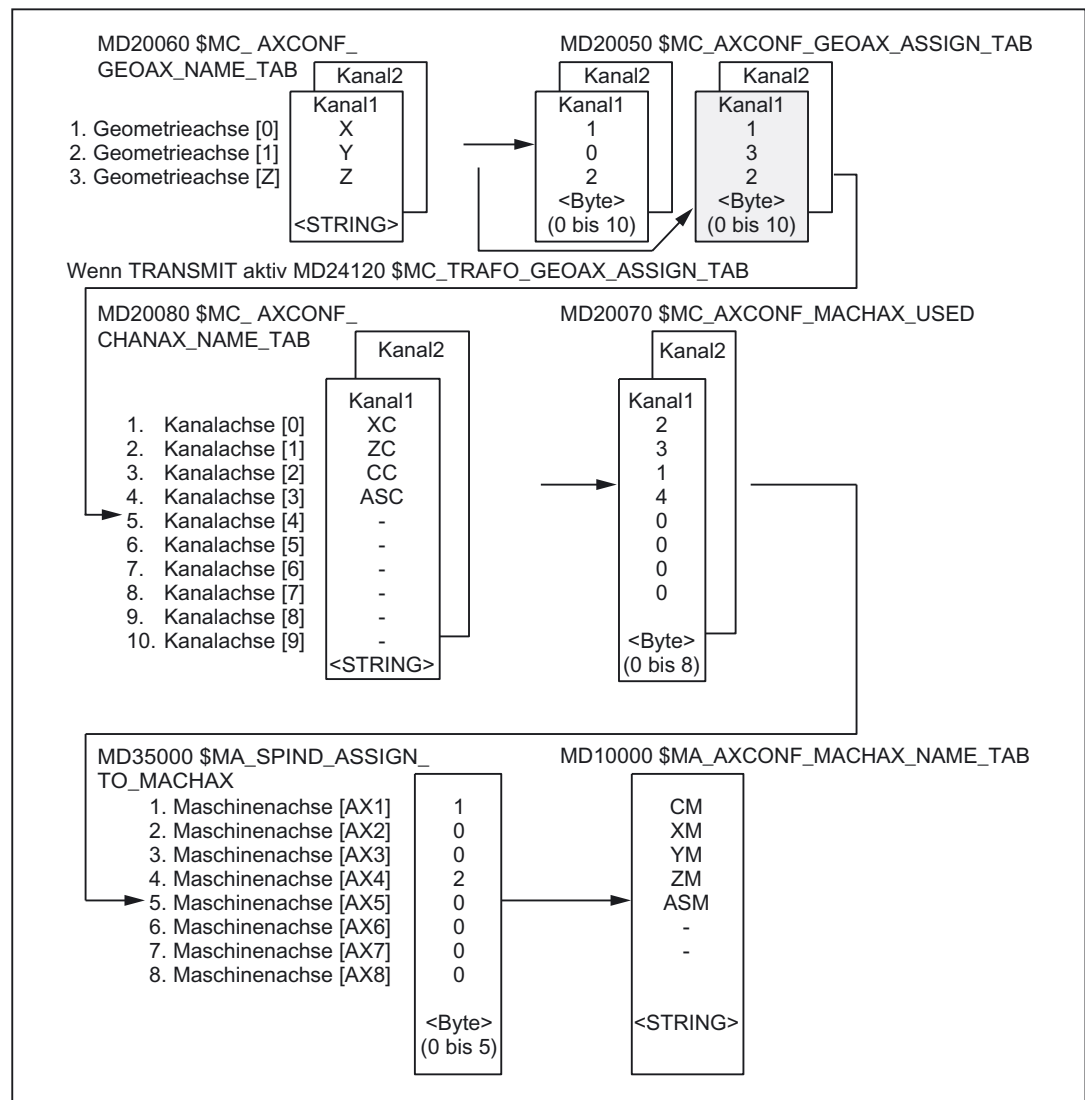 MD20060 $MC_ AXCONF_
GEOAX_NAME_TAB
Kanal2
Kanal1
1. Geometrieachse [0] X
2. Geometrieachse [1] Y
3. Geometrieachse [Z] Z
<STRING>
MD20050 $MC_AXCONF_GEOAX_ASSIGN_TAB
Kanal2
Kanal1
1
0
2
<Byte>
(0 bis 10)
Kanal2
Kanal1
1
3
2
<Byte>
(0 bis 10)
Wenn TRANSMIT aktiv MD24120 $MC_TRAFO_GEOAX_ASSIGN_TAB
MD20080 $MC_ AXCONF_
CHANAX_NAME_TAB
Kanal2
Kanal1
1. Kanalachse [0] XC
2. Kanalachse [1] ZC
3. Kanalachse [2] CC
4. Kanalachse [3] ASC
5. Kanalachse [4] -
6. Kanalachse [5] -
7. Kanalachse [6] -
8. Kanalachse [7] -
9. Kanalachse [8] -
10. Kanalachse [9] -
<STRING>
MD20070 $MC_AXCONF_MACHAX_USED
Kanal2
Kanal1
2
3
1
4
0
0
0
0
<Byte>
(0 bis 8)
MD35000 $MA_SPIND_ASSIGN_
TO_MACHAX
1. Maschinenachse [AX1] 1
2. Maschinenachse [AX2] 0
3. Maschinenachse [AX3] 0
4. Maschinenachse [AX4] 2
5. Maschinenachse [AX5] 0
6. Maschinenachse [AX6] 0
7. Maschinenachse [AX7] 0
8. Maschinenachse [AX8] 0
<Byte>
(0 bis 5)
MD10000 $MA_AXCONF_MACHAX_NAME_TAB
CM
XM
YM
ZM
ASM
-
-
<STRING>